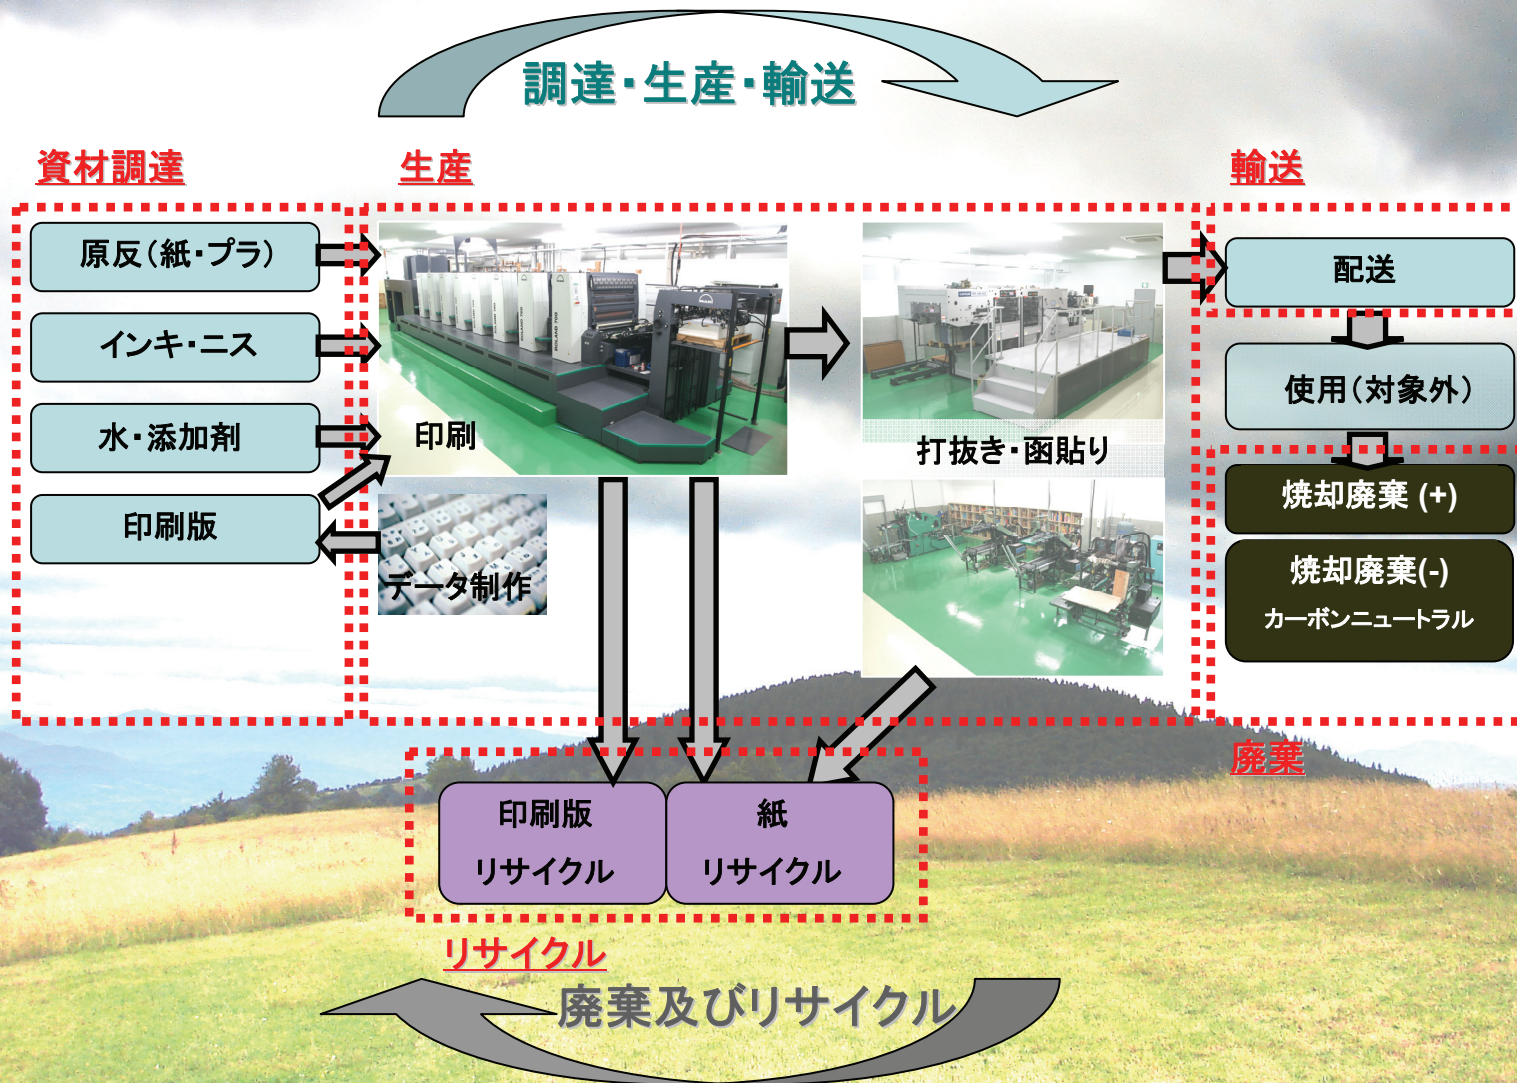 調達・生産・輸送
資材調達
生産
輸送
原反（紙・プラ）
インキ・ニス
水・添加剤
印刷版
印刷
データ制作
打抜き・函貼り
配送
使用（対象外）
焼却廃棄 (+)
焼却廃棄(-)
カーボンニュートラル
廃棄
印刷版
リサイクル
紙
リサイクル
リサイクル
廃棄及びリサイクル